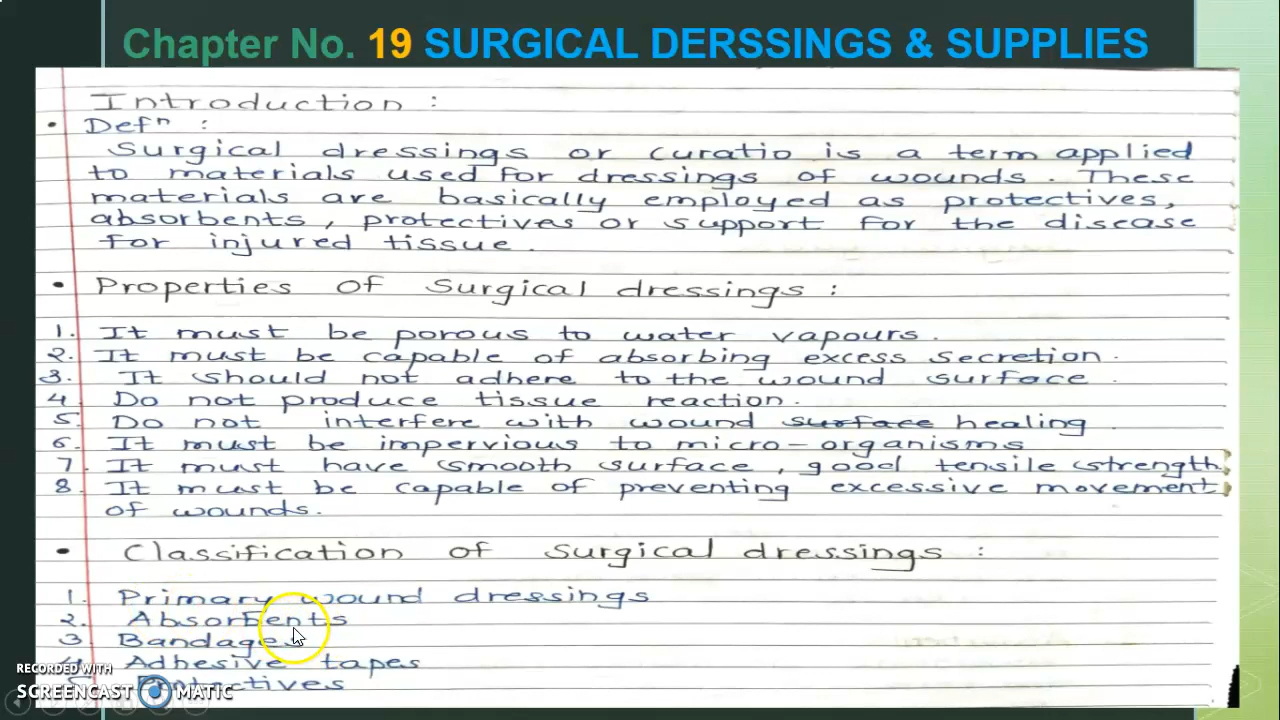 Chapter No. 19 SURGICAL DERSSINGS & SUPPLIES
Introduction :
• Defⁿ :
Surgical dressings or curatio is a term applied
to materials used for dressings of wounds. These
materials are basically employed as protectives,
absorbents, protectives or support for the disease
for injured tissue.
• Properties of surgical dressings :
1. It must be porous to water vapours.
2. It must be capable of absorbing excess secretion.
3. It should not adhere to the wound surface.
4. Do not produce tissue reaction.
5. Do not interfere with wound surface healing.
6. It must be impervious to micro-organisms
7. It must have smooth surface, good tensile strength.
8. It must be capable of preventing excessive movement
of wounds.
• Classification of surgical dressings :
1. Primary wound dressings
2. Absorbents
3. Bandages
4. Adhesive tapes
5. Protectives
RECORDED WITH
SCREENCAST MATIC